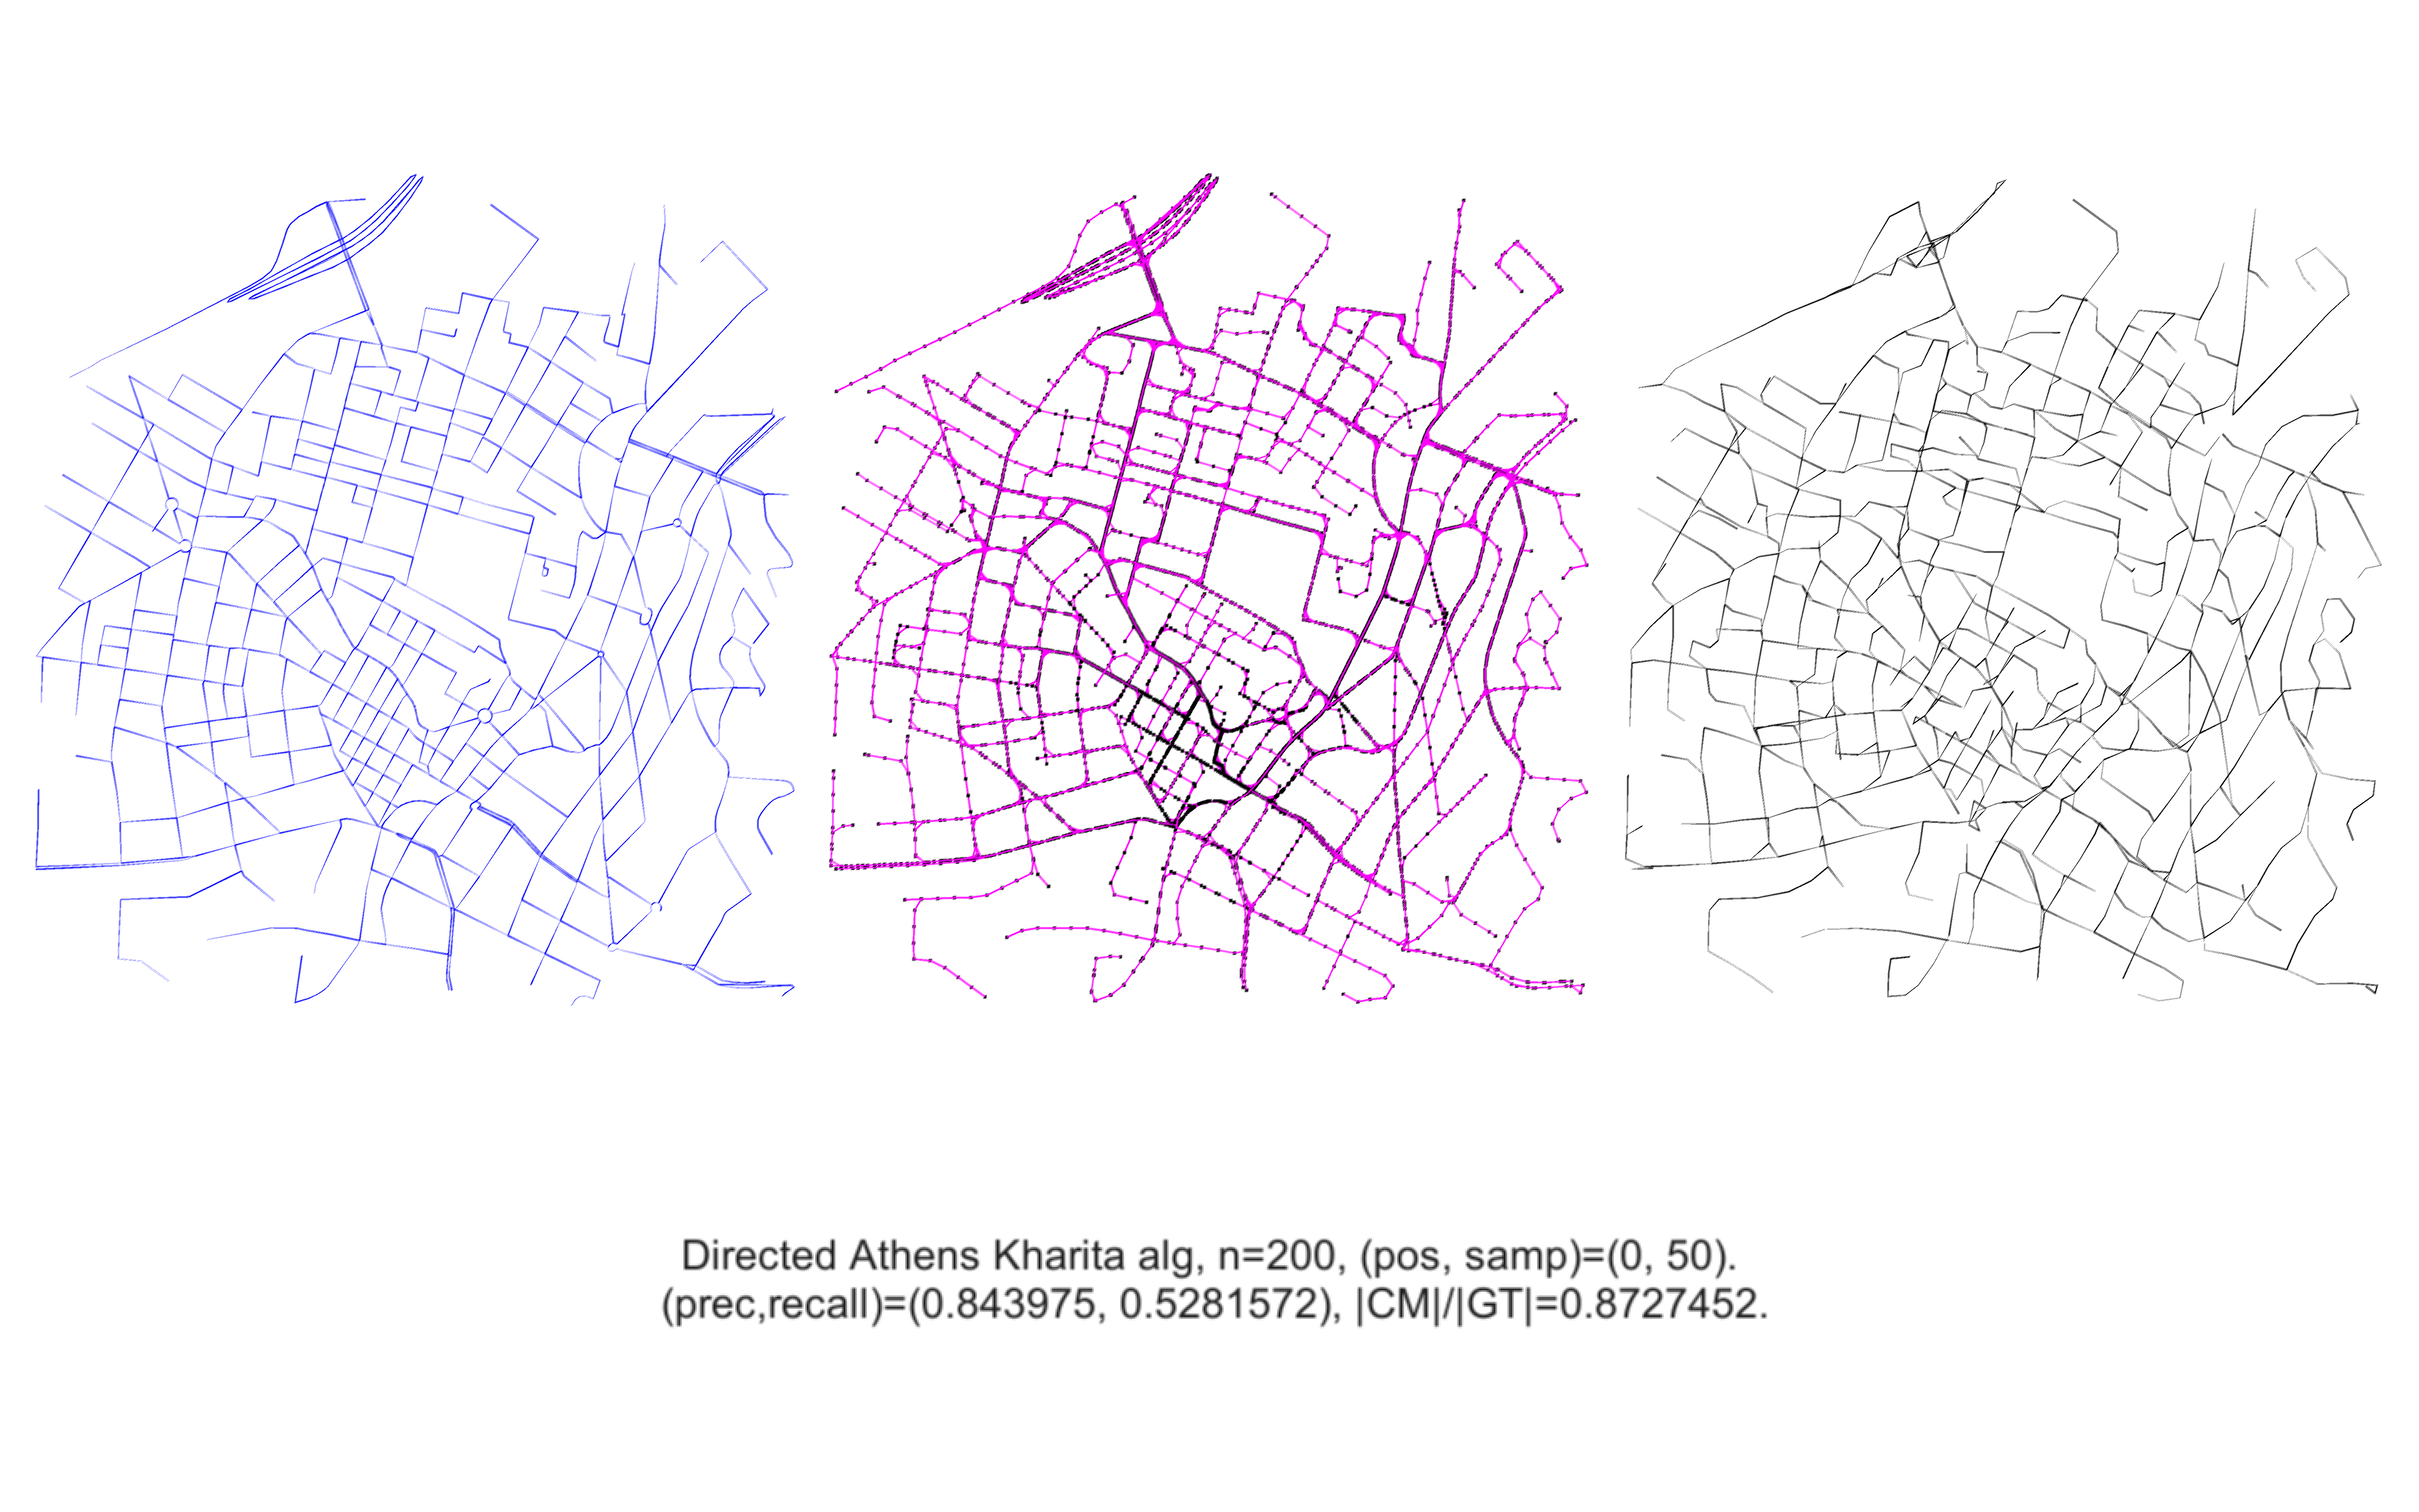 Directed Athens Kharita alg, n=200, (pos, samp)=(0, 50).
(prec,recall)=(0.843975, 0.5281572), |CM|/|GT|=0.8727452.